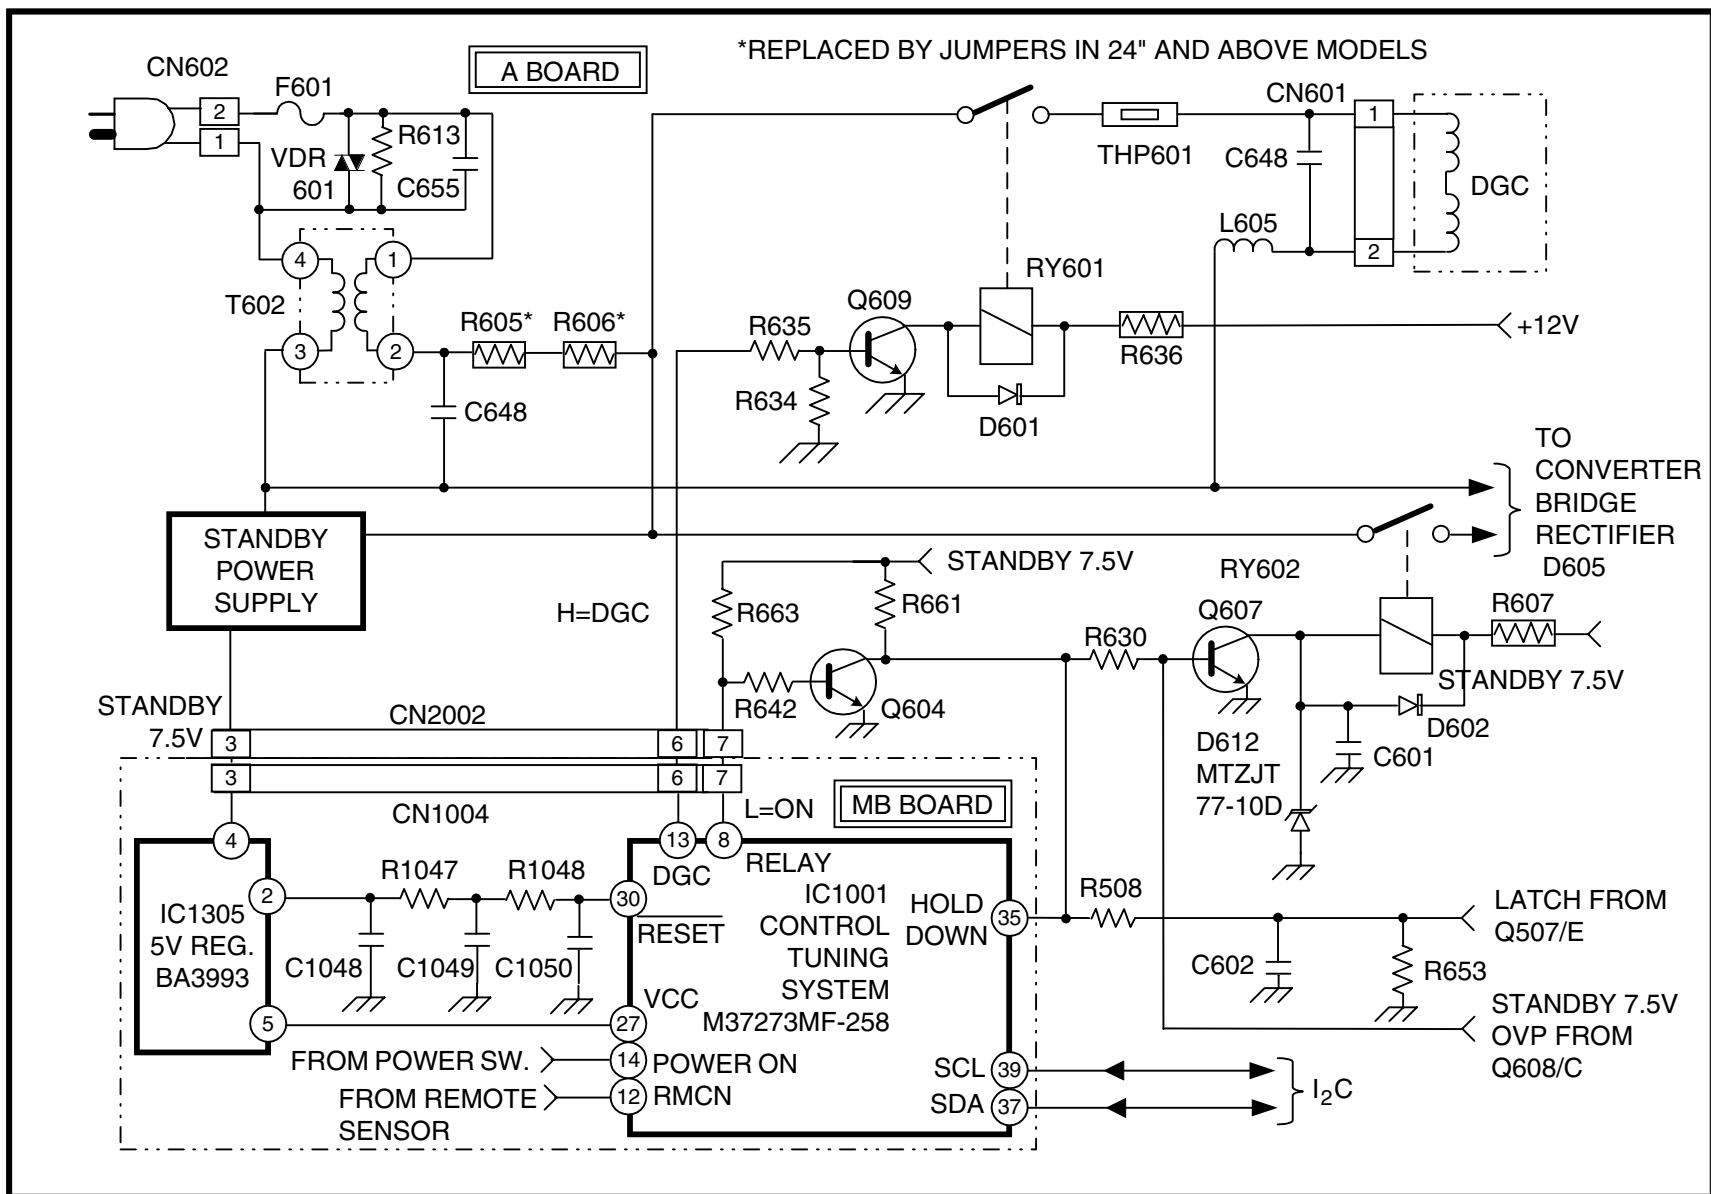 *REPLACED BY JUMPERS IN 24" AND ABOVE MODELS
A BOARD
CN602
F601
2
1
R613
VDR
601
C655
CN601
1
THP601
C648
DGC
L605
2
4
1
T602
3
2
R605*
R606*
C648
RY601
Q609
R635
R634
R636
+12V
D601
TO
CONVERTER
BRIDGE
RECTIFIER
D605
STANDBY
POWER
SUPPLY
STANDBY 7.5V
H=DGC
R663
R661
RY602
Q607
R607
R630
STANDBY 7.5V
R642
Q604
D602
C601
D612
MTZJT
77-10D
STANDBY
7.5V
CN2002
3
6
7
3
6
7
CN1004
L=ON
MB BOARD
4
13
8
DGC
RELAY
R1047
R1048
2
30
RESET
IC1305
5V REG.
BA3993
C1048
C1049
C1050
IC1001
CONTROL
TUNING
SYSTEM
M37273MF-258
HOLD
DOWN
35
R508
LATCH FROM
Q507/E
C602
R653
5
VCC
27
STANDBY 7.5V
OVP FROM
Q608/C
FROM POWER SW.
14
POWER ON
FROM REMOTE
SENSOR
12
RMCN
SCL
39
SDA
37
I2C